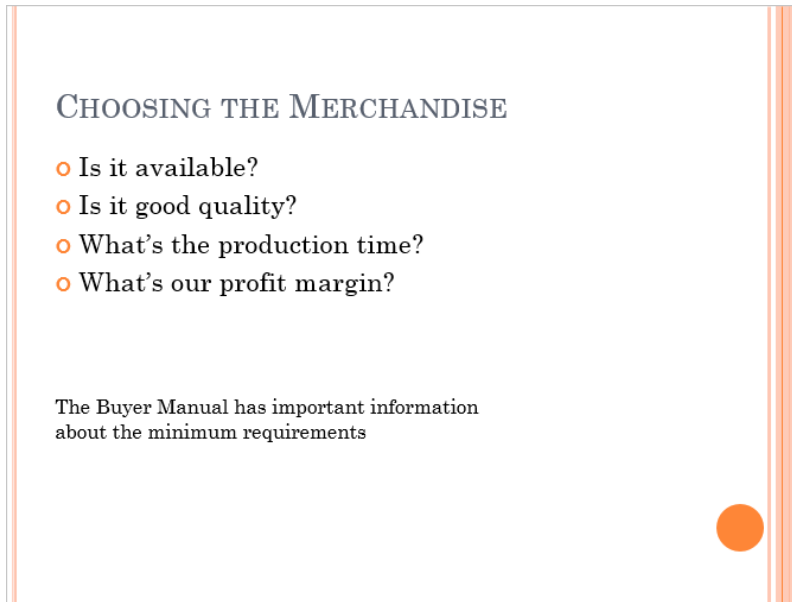 Choosing the Merchandise
Is it available?
Is it good quality?
What’s the production time?
What’s our profit margin?
The Buyer Manual has important information
about the minimum requirements